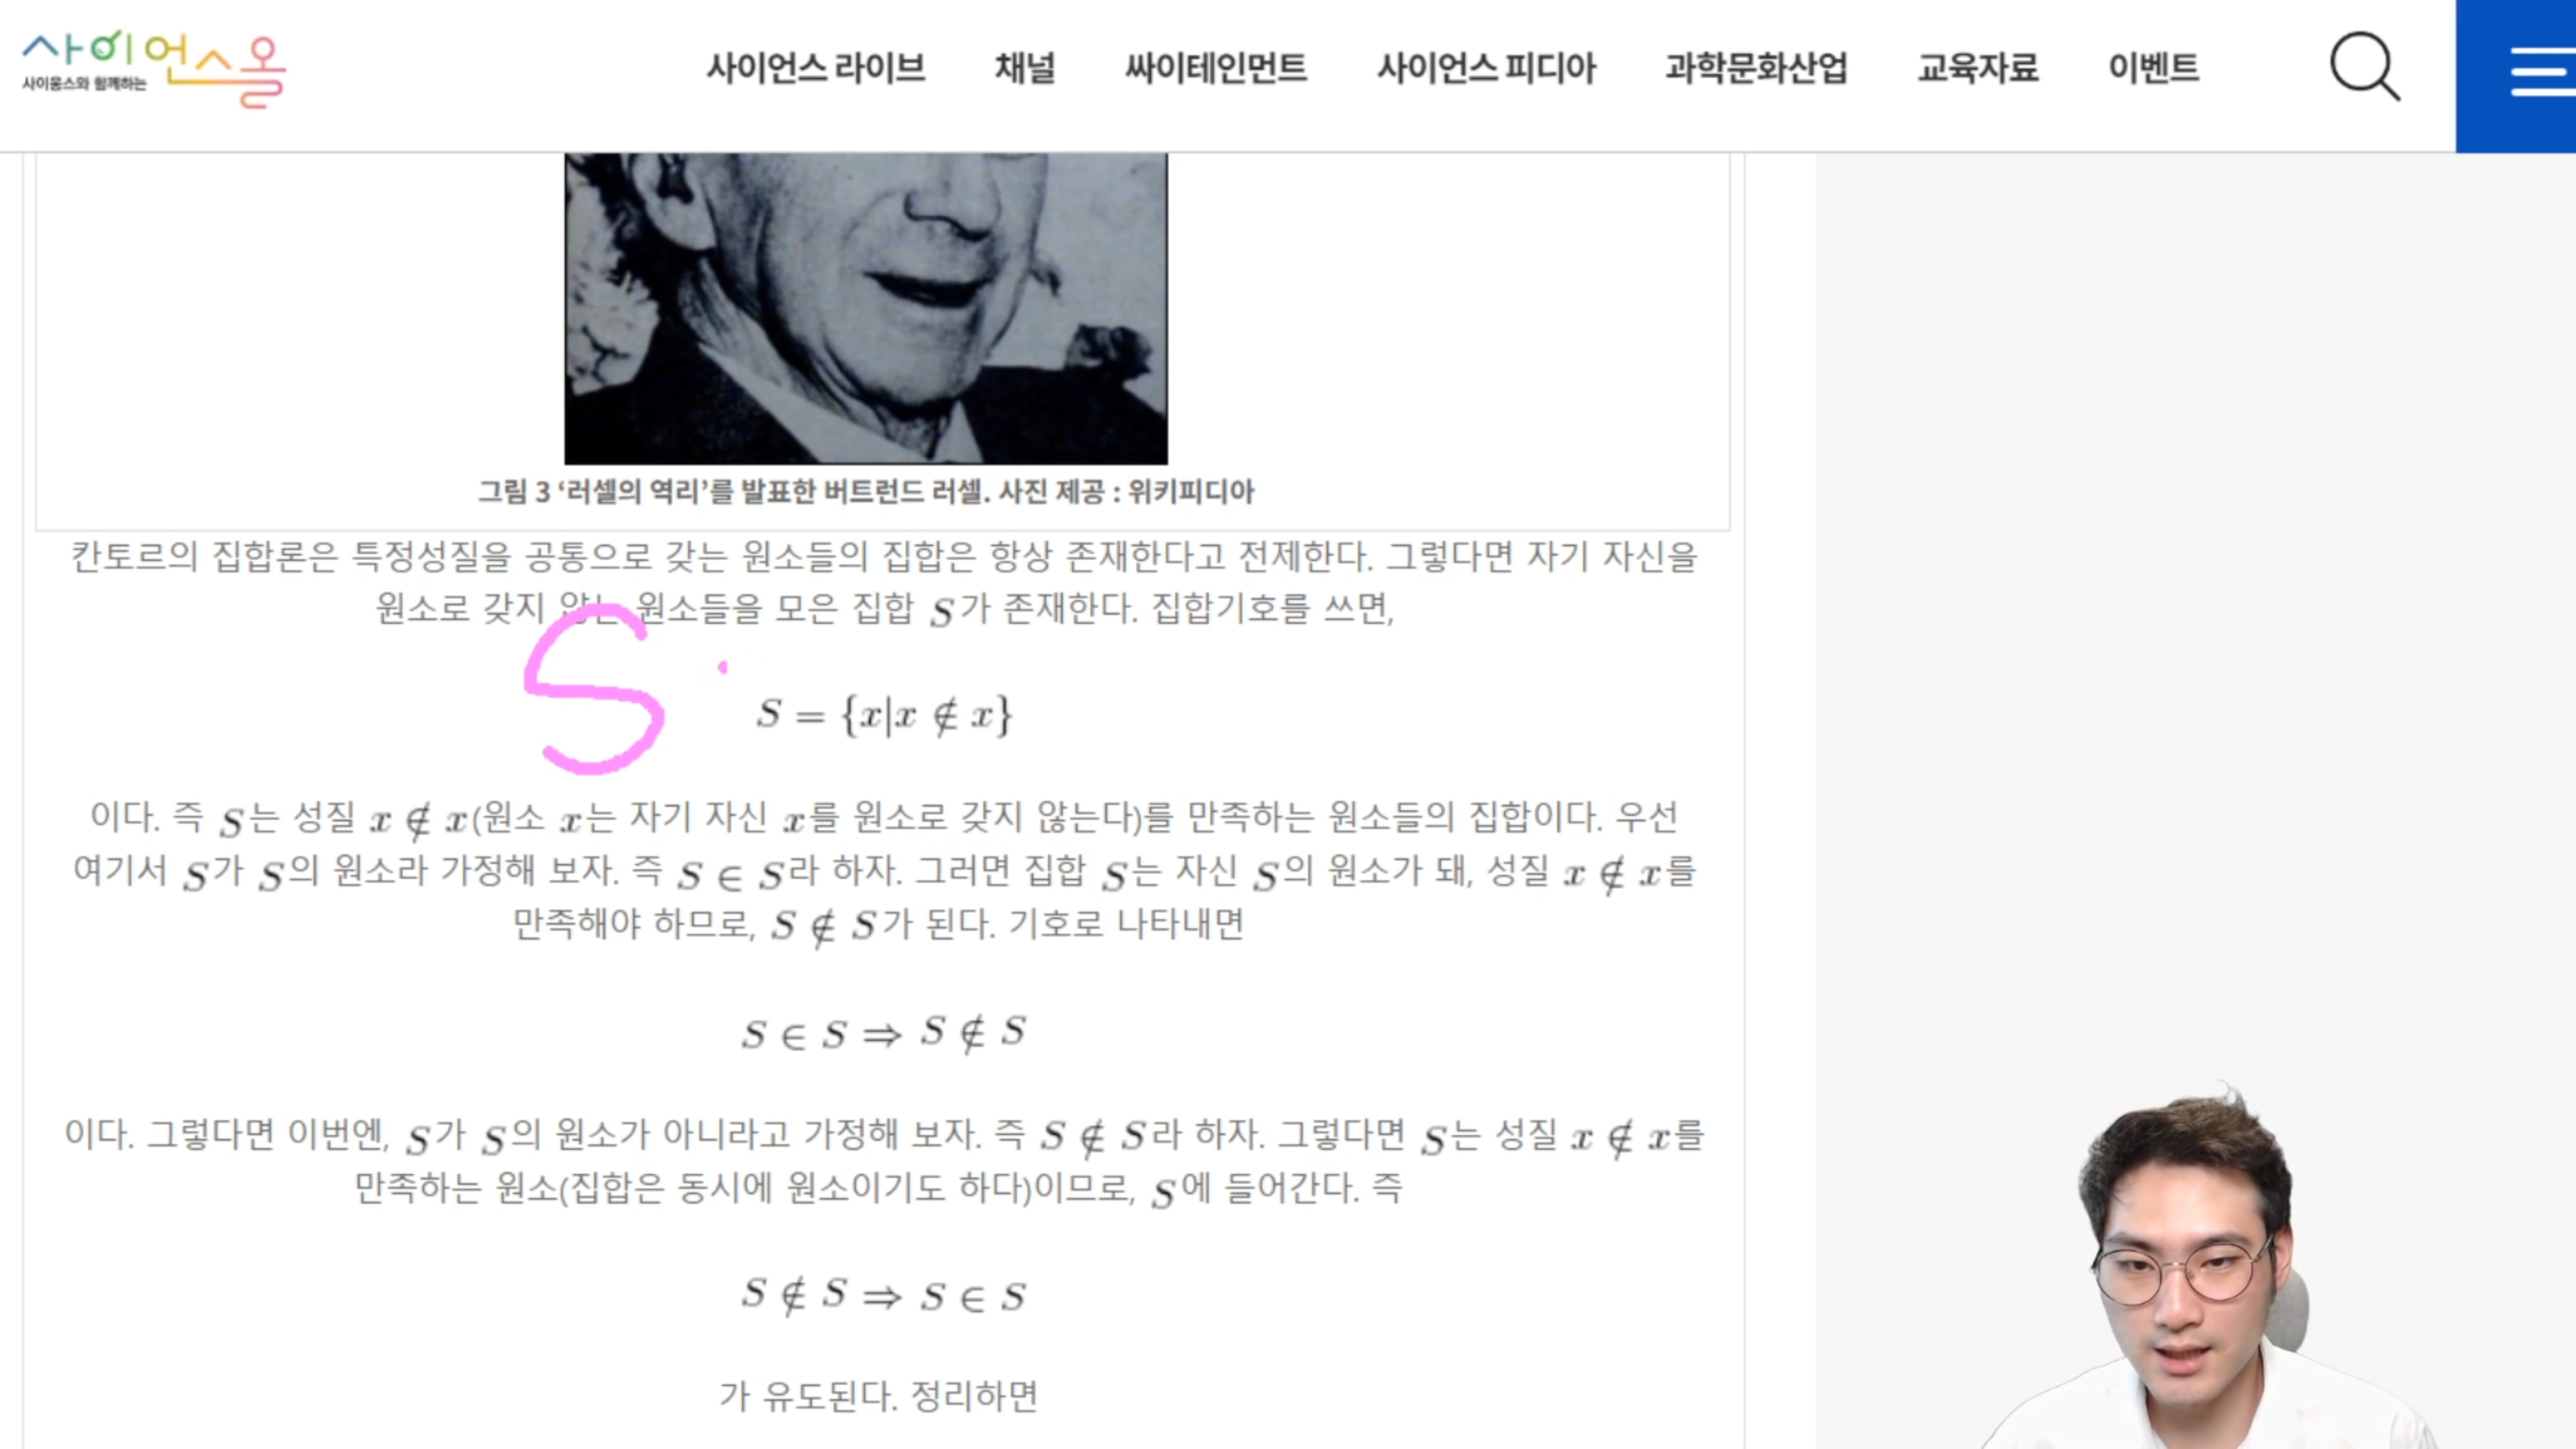 사이언스올
사이웅스와 함께하는
사이언스 라이브 채널 싸이테인먼트 사이언스 피디아 과학문화산업 교육자료 이벤트
그림 3 ‘러셀의 역리’를 발표한 버트런드 러셀. 사진 제공 : 위키피디아
칸토르의 집합론은 특정성질을 공통으로 갖는 원소들의 집합은 항상 존재한다고 전제한다. 그렇다면 자기 자신을
원소로 갖지 않는 원소들을 모은 집합 S가 존재한다. 집합기호를 쓰면,
S
S = {x|x ∉ x}
이다. 즉 S는 성질 x ∉ x(원소 x는 자기 자신 x를 원소로 갖지 않는다)를 만족하는 원소들의 집합이다. 우선
여기서 S가 S의 원소라 가정해 보자. 즉 S ∈ S라 하자. 그러면 집합 S는 자신 S의 원소가 돼, 성질 x ∉ x를
만족해야 하므로, S ∉ S가 된다. 기호로 나타내면
S ∈ S ⇒ S ∉ S
이다. 그렇다면 이번엔, S가 S의 원소가 아니라고 가정해 보자. 즉 S ∉ S라 하자. 그렇다면 S는 성질 x ∉ x를
만족하는 원소(집합은 동시에 원소이기도 하다)이므로, S에 들어간다. 즉
S ∉ S ⇒ S ∈ S
가 유도된다. 정리하면